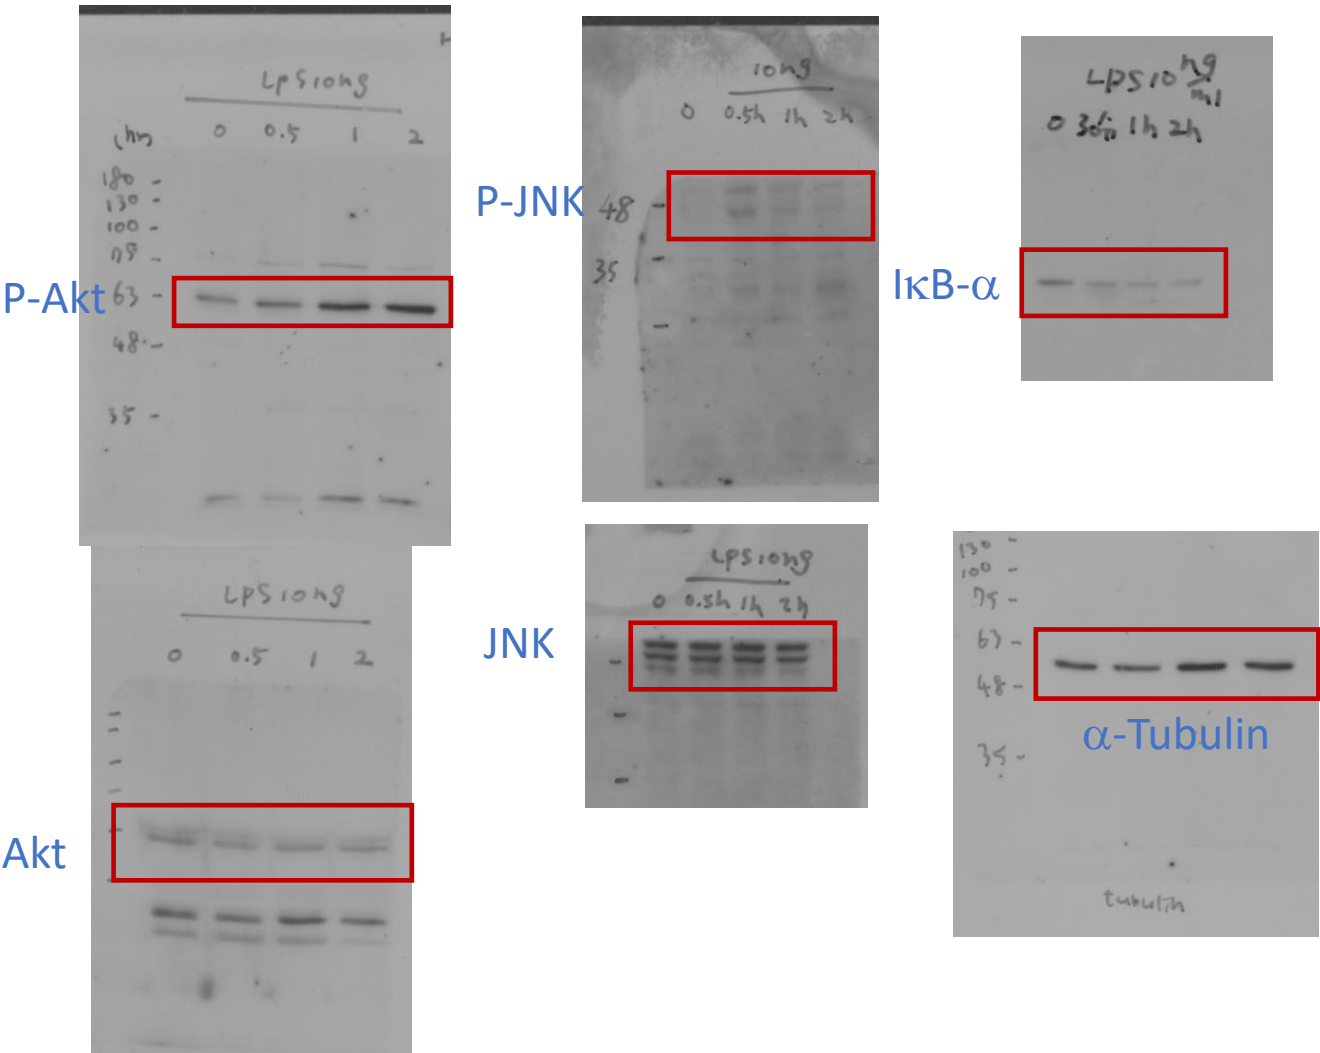 LPS 10ng
(hr) 0 0.5 1 2
180 -
130 -
100 -
75 -
P-Akt 63 -
48 -
35 -
10ng
0 0.5h 1h 2h
P-JNK 48
35
LPS 10 ng/ml
0 30min 1h 2h
IκB-α
LPS 10ng
0 0.5 1 2
Akt
LPS 10ng
0 0.5h 1h 2h
JNK
130 -
100 -
75 -
63 -
48 -
α-Tubulin
35 -
tubulin